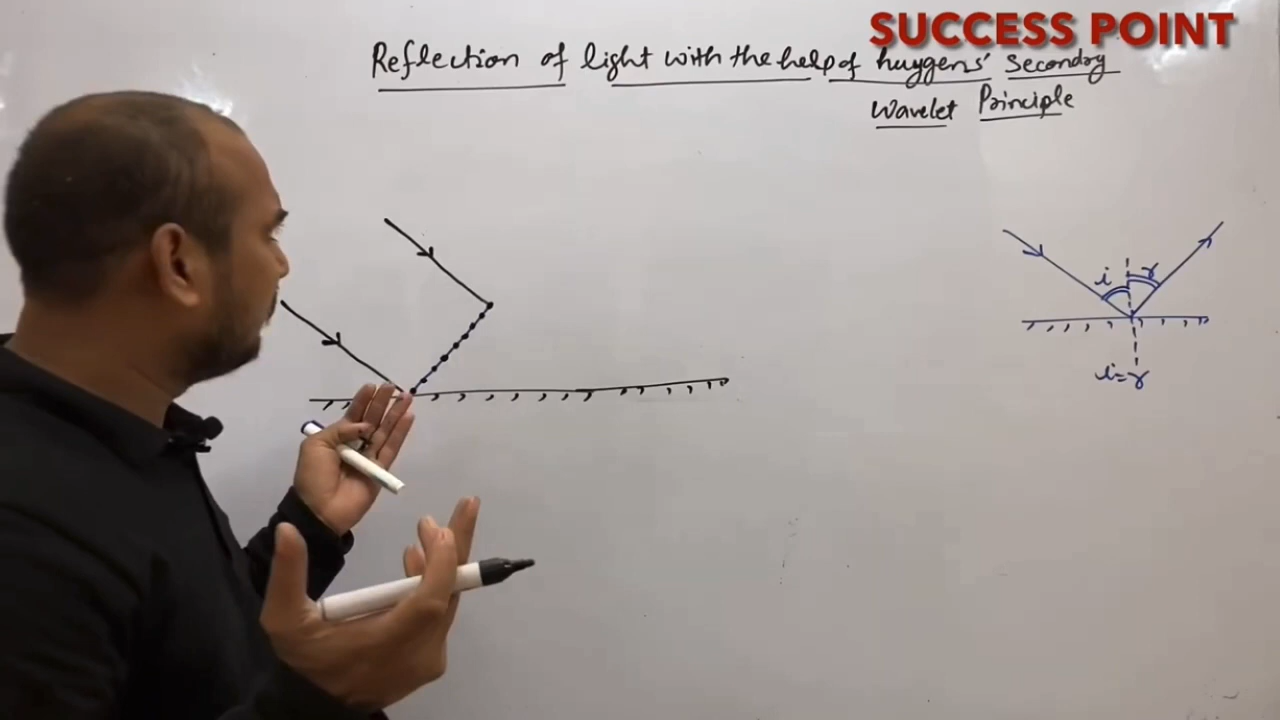 SUCCESS POINT
Reflection of light with the help of huygens' Secondary
Wavelet Principle
i r
i=r